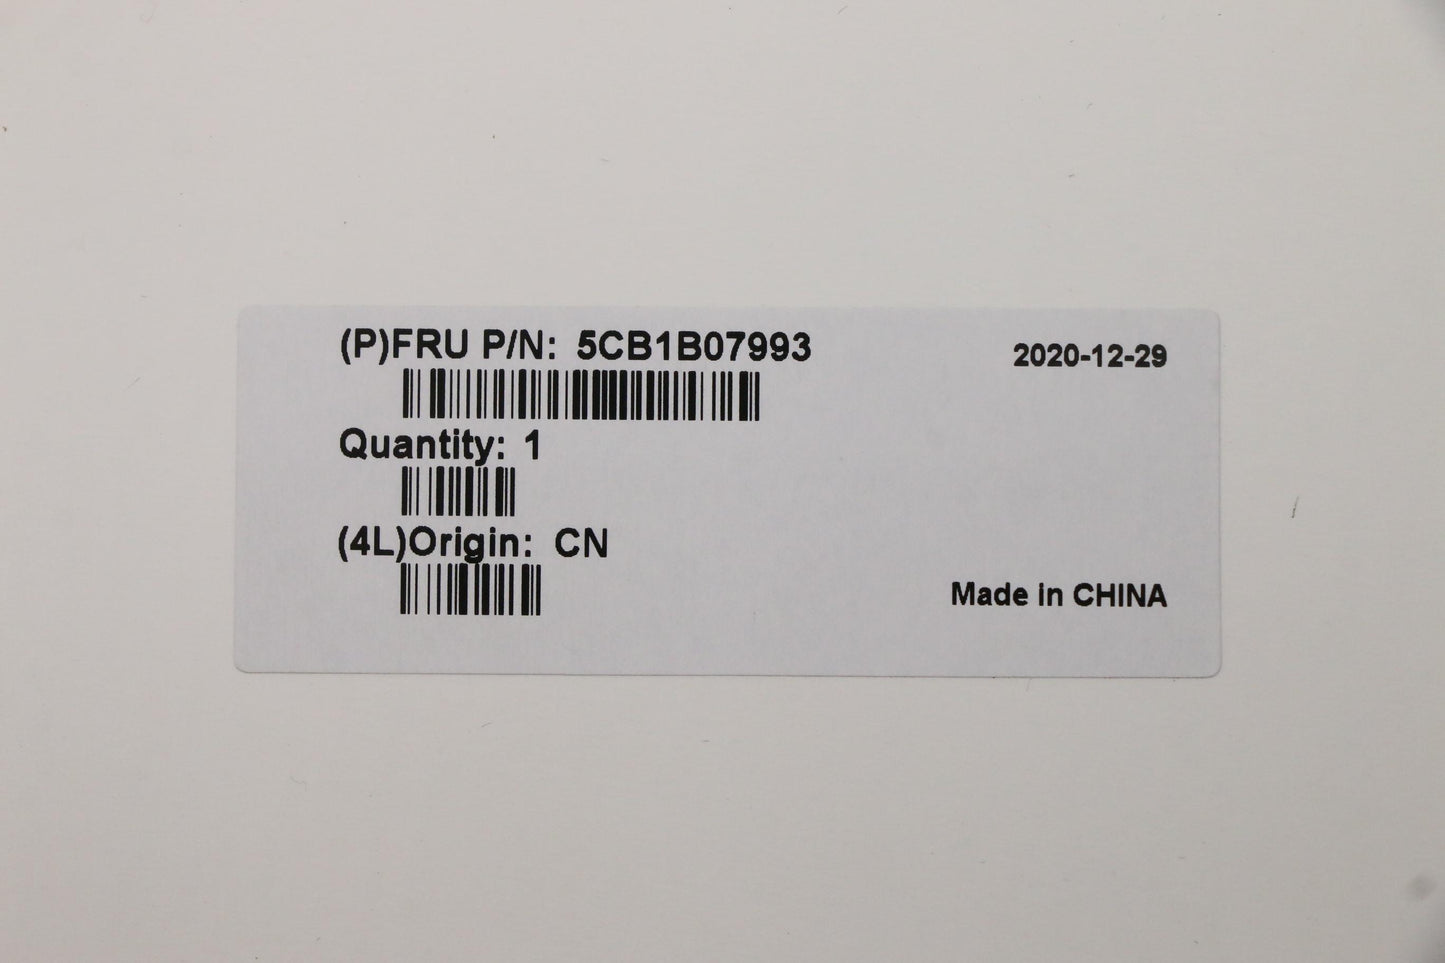 (P)FRU P/N: 5CB1B07993
2020-12-29
Quantity: 1
(4L)Origin: CN
Made in CHINA